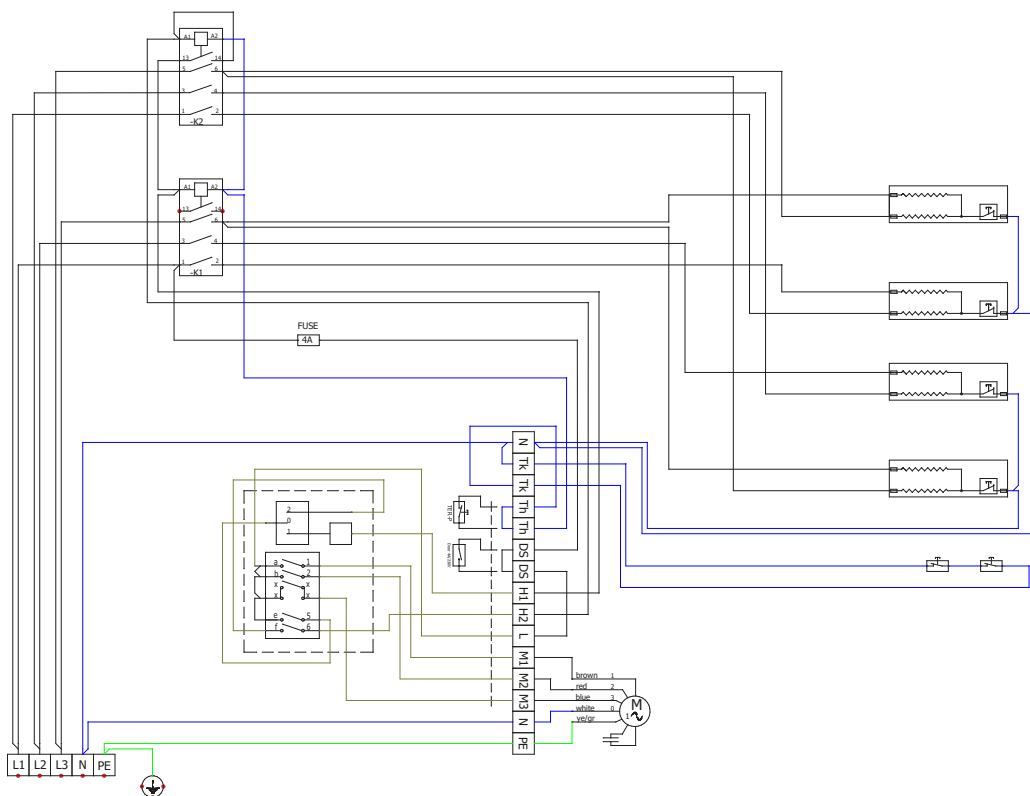 A1 A2
13 14
5 6
3 4
1 2
-K2
A1 A2
13 14
5 6
3 4
1 2
-K1
FUSE
4A
N
Tk
Tk
Th
Th
DS
DS
H1
H2
L
M1
M2
M3
N
PE
TER-P
2
0
1
a 1
b 2
x x
x x
e 5
f 6
brown 1
red 2
blue 3
white 0
ye/gr
M
1
L1 L2 L3 N PE